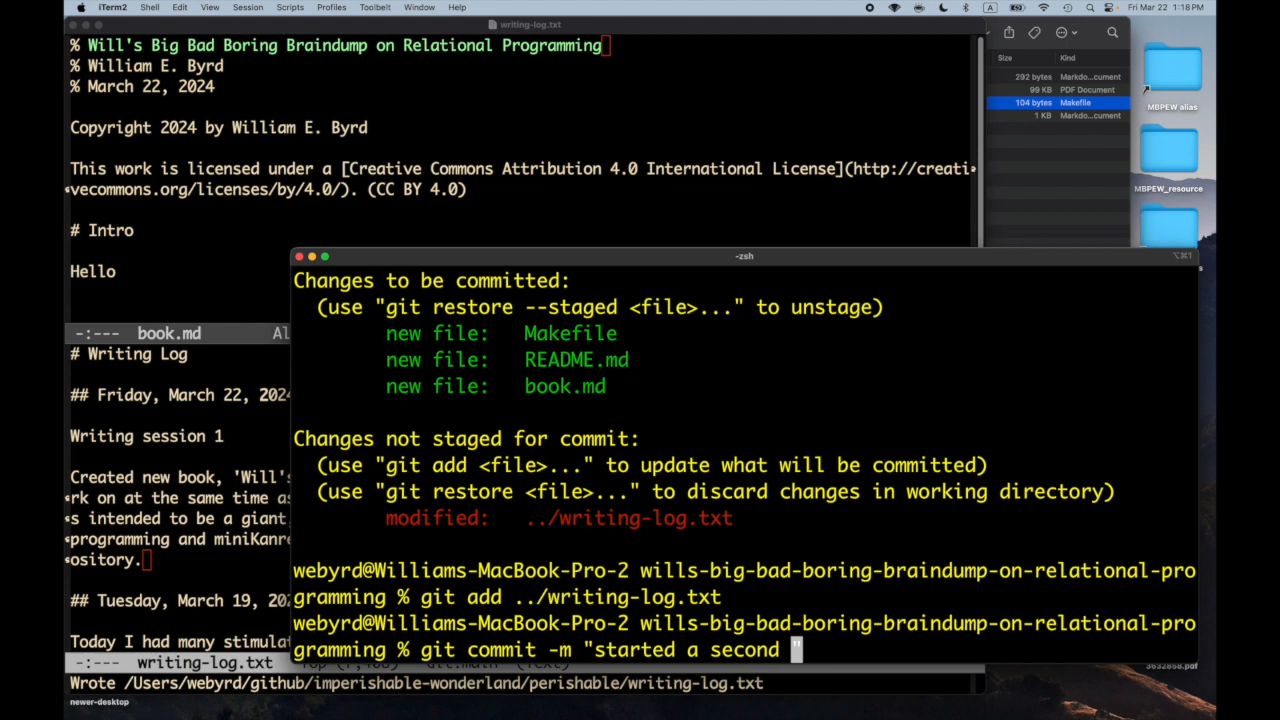 iTerm2 Shell Edit View Session Scripts Profiles Toolbelt Window Help
A
Fri Mar 22 1:18 PM
writing-log.txt
% Will's Big Bad Boring Braindump on Relational Programming
% William E. Byrd
% March 22, 2024
Copyright 2024 by William E. Byrd
This work is licensed under a [Creative Commons Attribution 4.0 International License](http://creati
vecommons.org/licenses/by/4.0/). (CC BY 4.0)
# Intro
Hello
-:--- book.md Al
# Writing Log
## Friday, March 22, 202
Writing session 1
Created new book, 'Will's
rk on at the same time as
s intended to be a giant
programming and miniKanre
ository.
## Tuesday, March 19, 202
Today I had many stimulat
-:--- writing-log.txt
Wrote /Users/webyrd/github/imperishable-wonderland/perishable/writing-log.txt
newer-desktop
Size Kind
292 bytes Markdo...cument
99 KB PDF Document
104 bytes Makefile
1 KB Markdo...cument
MBPEW alias
MBPEW_resource
s
-zsh
⌥⌘1
Changes to be committed:
(use "git restore --staged <file>..." to unstage)
new file: Makefile
new file: README.md
new file: book.md
Changes not staged for commit:
(use "git add <file>..." to update what will be committed)
(use "git restore <file>..." to discard changes in working directory)
modified: ../writing-log.txt
webyrd@Williams-MacBook-Pro-2 wills-big-bad-boring-braindump-on-relational-pro
gramming % git add ../writing-log.txt
webyrd@Williams-MacBook-Pro-2 wills-big-bad-boring-braindump-on-relational-pro
gramming % git commit -m "started a second "
3632858.pdf